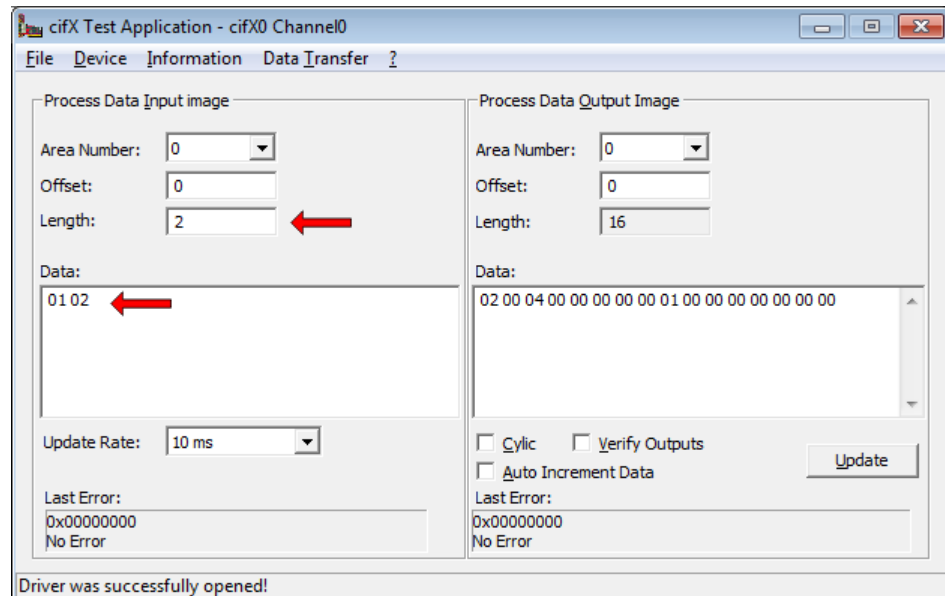 cifX Test Application - cifX0 Channel0
File Device Information Data Transfer ?
Process Data Input image
Area Number: 0
Offset: 0
Length: 2
Data:
01 02
Update Rate: 10 ms
Last Error:
0x00000000
No Error
Process Data Output Image
Area Number: 0
Offset: 0
Length: 16
Data:
02 00 04 00 00 00 00 00 01 00 00 00 00 00 00 00
Cylic Verify Outputs
Auto Increment Data
Update
Last Error:
0x00000000
No Error
Driver was successfully opened!